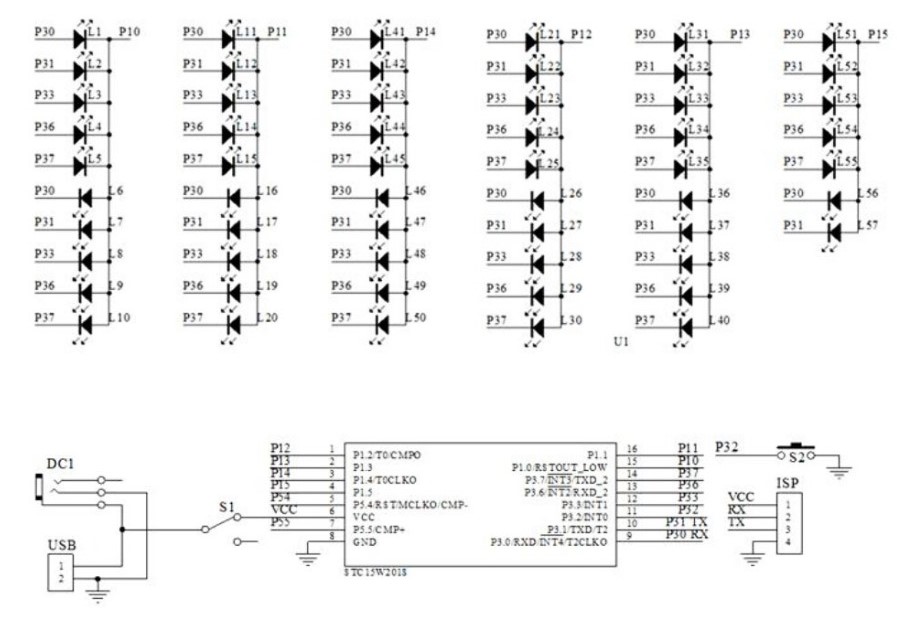 P30 L1 P10
P31 L2
P33 L3
P36 L4
P37 L5
P30 L6
P31 L7
P33 L8
P36 L9
P37 L10
P30 L11 P11
P31 L12
P33 L13
P36 L14
P37 L15
P30 L16
P31 L17
P33 L18
P36 L19
P37 L20
P30 L41 P14
P31 L42
P33 L43
P36 L44
P37 L45
P30 L46
P31 L47
P33 L48
P36 L49
P37 L50
P30 L21 P12
P31 L22
P33 L23
P36 L24
P37 L25
P30 L26
P31 L27
P33 L28
P36 L29
P37 L30
P30 L31 P13
P31 L32
P33 L33
P36 L34
P37 L35
P30 L36
P31 L37
P33 L38
P36 L39
P37 L40
P30 L51 P15
P31 L52
P33 L53
P36 L54
P37 L55
P30 L56
P31 L57
U1
DC1
USB
1
2
S1
P12 1 P1.2/T0/CMPO
P13 2 P1.3
P14 3 P1.4/T0CLKO
P15 4 P1.5
P54 5 P5.4/RST/MCLKO/CMP-
VCC 6 VCC
P55 7 P5.5/CMP+
8 GND
P1.1 16 P11
P1.0/RSTOUT_LOW 15 P10
P3.7/INT3/TXD_2 14 P37
P3.6/INT2/RXD_2 13 P36
P3.3/INT1 12 P33
P3.2/INT0 11 P32
P3.1/TXD/T2 10 P31 TX
P3.0/RXD/INT4/T2CLKO 9 P30 RX
STC15W201S
P32 S2
ISP
VCC 1
RX 2
TX 3
4